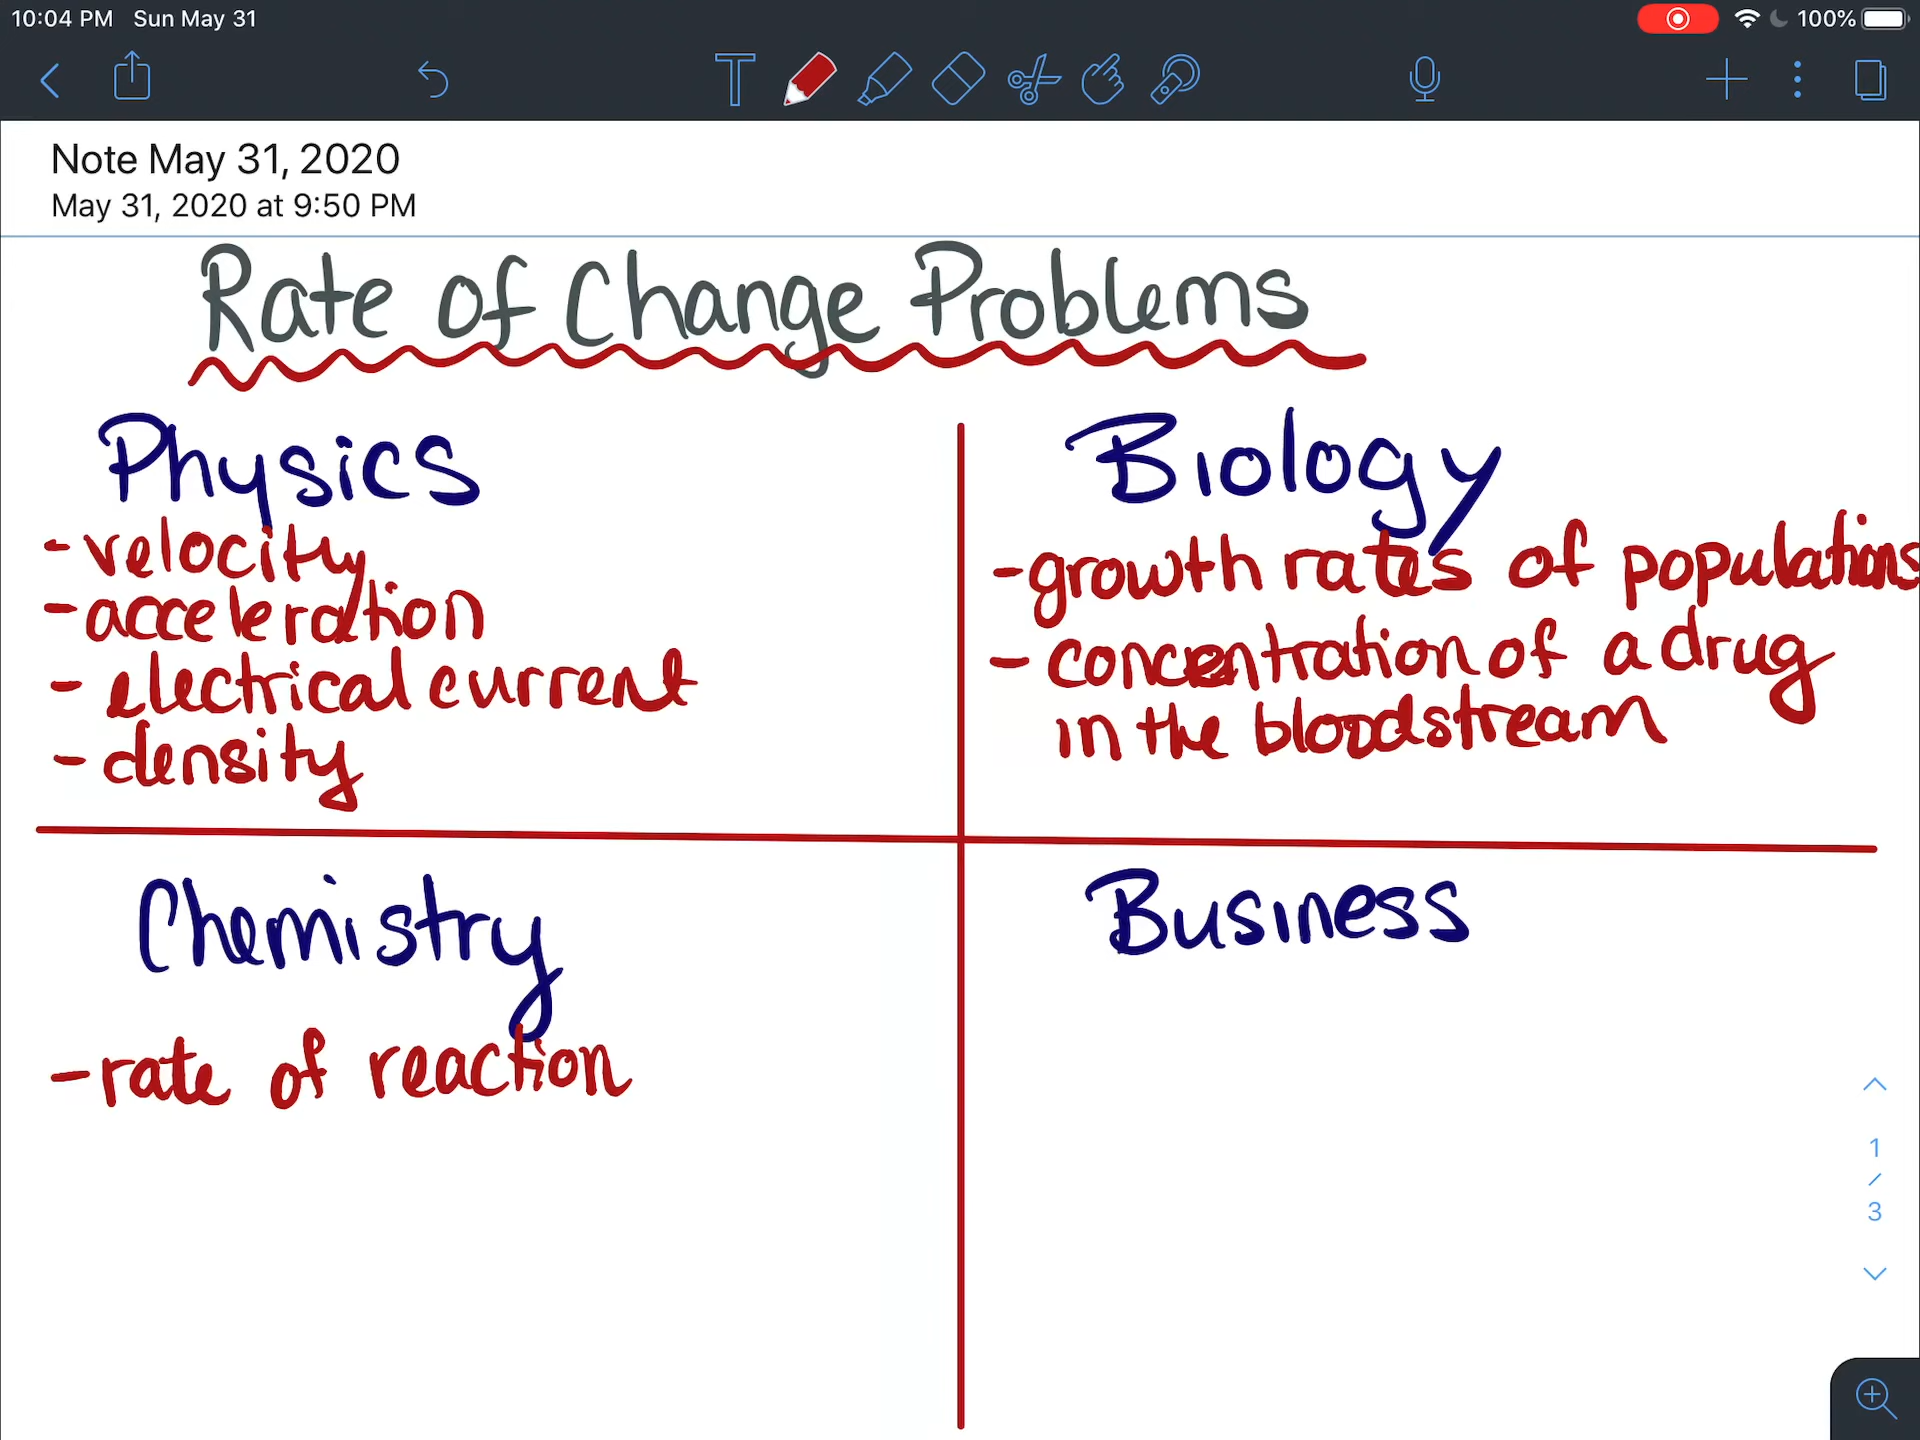 10:04 PM Sun May 31
100%
Note May 31, 2020
May 31, 2020 at 9:50 PM
Rate of Change Problems
Physics
- velocity
- acceleration
- electrical current
- density
Biology
- growth rates of populations
- concentration of a drug
in the bloodstream
Chemistry
- rate of reaction
Business
1
/
3